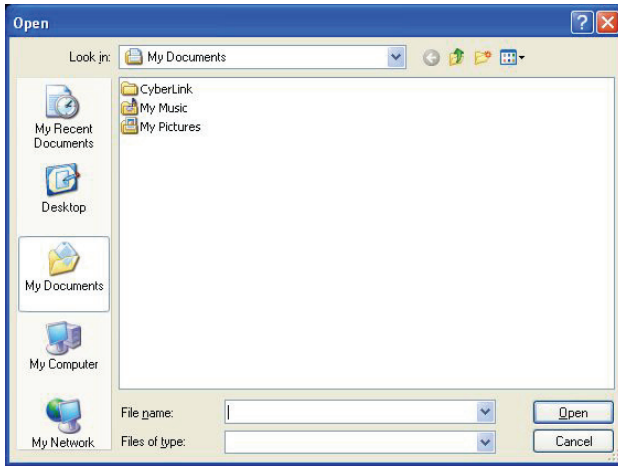 Open
Look in: My Documents
CyberLink
My Music
My Pictures
My Recent
Documents
Desktop
My Documents
My Computer
My Network
File name:
Open
Files of type:
Cancel